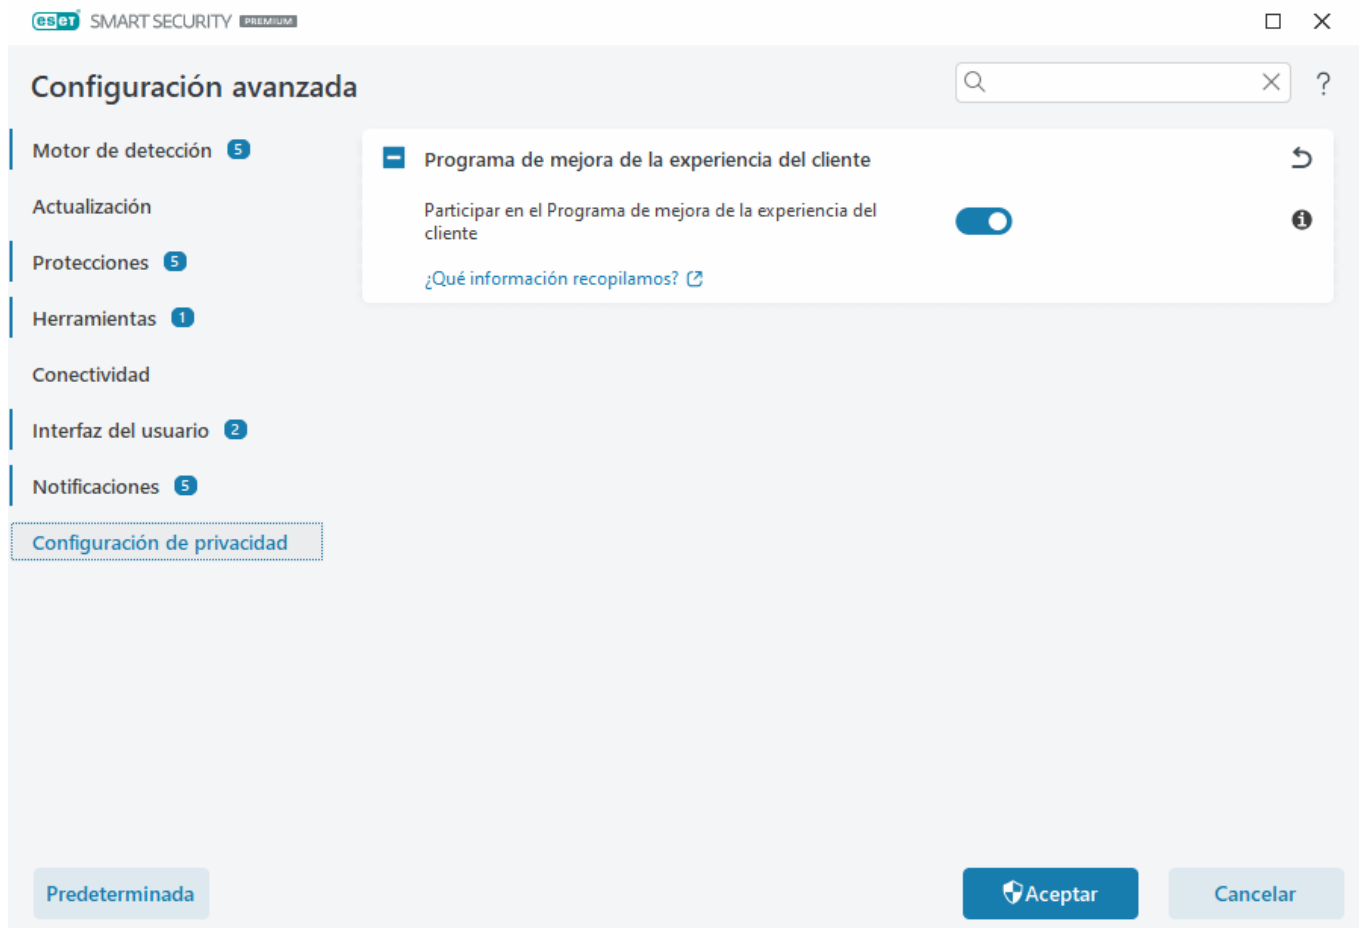 eset SMART SECURITY PREMIUM
Configuración avanzada
?
Motor de detección 5
Actualización
Protecciones 5
Herramientas 1
Conectividad
Interfaz del usuario 2
Notificaciones 5
Configuración de privacidad
Programa de mejora de la experiencia del cliente
Participar en el Programa de mejora de la experiencia del
cliente
¿Qué información recopilamos?
Predeterminada
Aceptar
Cancelar